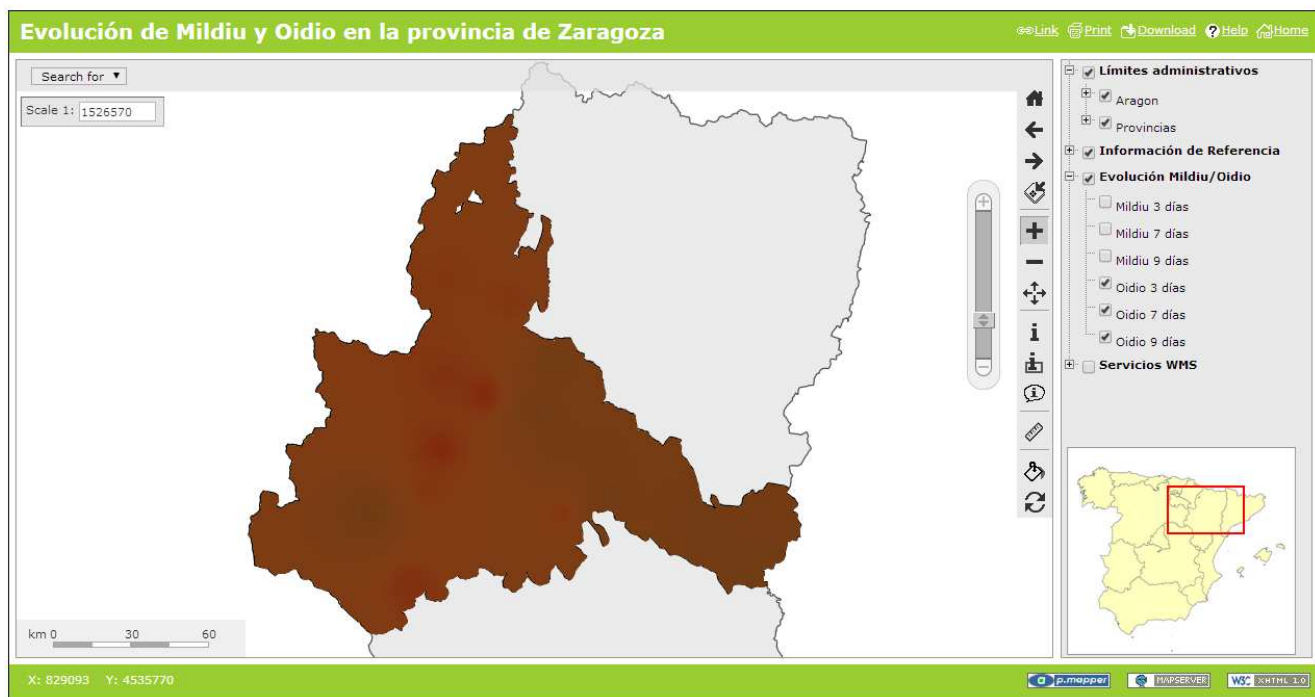 Evolución de Mildiu y Oidio en la provincia de Zaragoza
Link Print Download Help Home
Search for ▼
Scale 1: 1526570
Límites administrativos
Aragon
Provincias
Información de Referencia
Evolución Mildiu/Oidio
Mildiu 3 días
Mildiu 7 días
Mildiu 9 días
Oidio 3 días
Oidio 7 días
Oidio 9 días
Servicios WMS
km 0 30 60
X: 829093 Y: 4535770
p.mapper
MAPSERVER
W3C XHTML 1.0